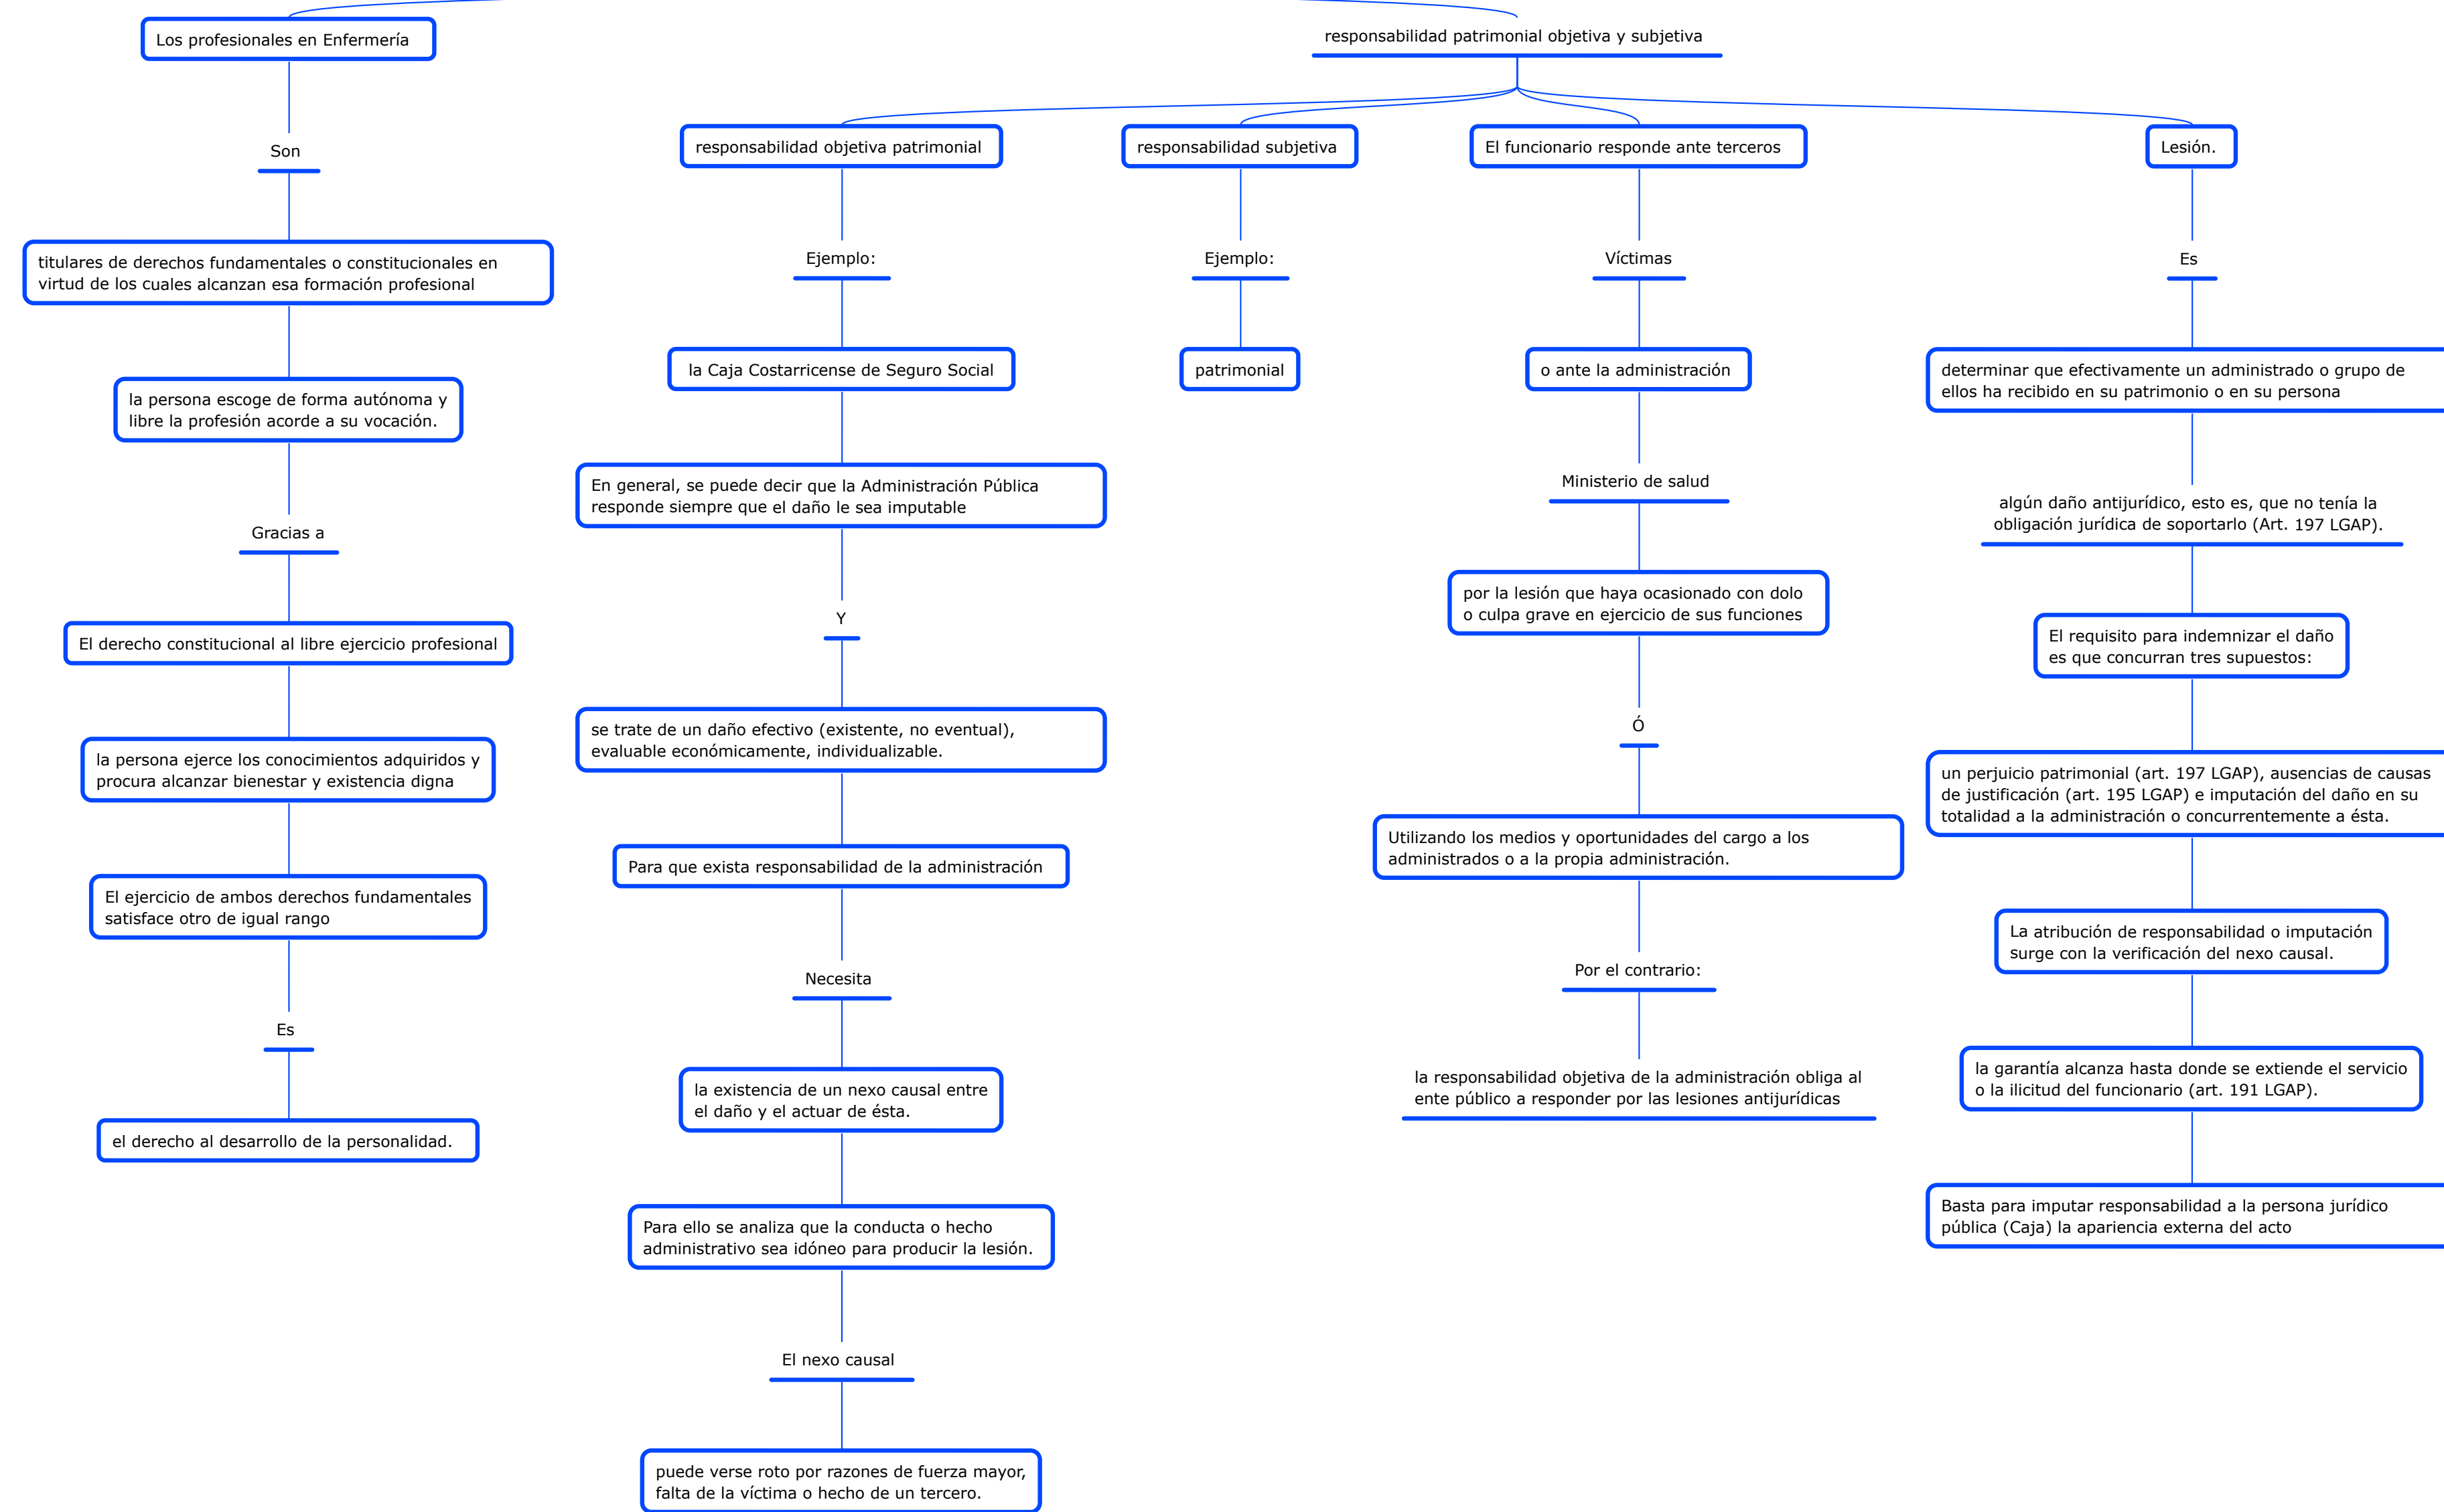 Los profesionales en Enfermería
Son
titulares de derechos fundamentales o constitucionales en
virtud de los cuales alcanzan esa formación profesional
la persona escoge de forma autónoma y
libre la profesión acorde a su vocación.
Gracias a
El derecho constitucional al libre ejercicio profesional
la persona ejerce los conocimientos adquiridos y
procura alcanzar bienestar y existencia digna
El ejercicio de ambos derechos fundamentales
satisface otro de igual rango
Es
el derecho al desarrollo de la personalidad.
responsabilidad patrimonial objetiva y subjetiva
responsabilidad objetiva patrimonial
Ejemplo:
la Caja Costarricense de Seguro Social
En general, se puede decir que la Administración Pública
responde siempre que el daño le sea imputable
Y
se trate de un daño efectivo (existente, no eventual),
evaluable económicamente, individualizable.
Para que exista responsabilidad de la administración
Necesita
la existencia de un nexo causal entre
el daño y el actuar de ésta.
Para ello se analiza que la conducta o hecho
administrativo sea idóneo para producir la lesión.
El nexo causal
puede verse roto por razones de fuerza mayor,
falta de la víctima o hecho de un tercero.
responsabilidad subjetiva
Ejemplo:
patrimonial
El funcionario responde ante terceros
Víctimas
o ante la administración
Ministerio de salud
por la lesión que haya ocasionado con dolo
o culpa grave en ejercicio de sus funciones
Ó
Utilizando los medios y oportunidades del cargo a los
administrados o a la propia administración.
Por el contrario:
la responsabilidad objetiva de la administración obliga al
ente público a responder por las lesiones antijurídicas
Lesión.
Es
determinar que efectivamente un administrado o grupo de
ellos ha recibido en su patrimonio o en su persona
algún daño antijurídico, esto es, que no tenía la
obligación jurídica de soportarlo (Art. 197 LGAP).
El requisito para indemnizar el daño
es que concurran tres supuestos:
un perjuicio patrimonial (art. 197 LGAP), ausencias de causas
de justificación (art. 195 LGAP) e imputación del daño en su
totalidad a la administración o concurrentemente a ésta.
La atribución de responsabilidad o imputación
surge con la verificación del nexo causal.
la garantía alcanza hasta donde se extiende el servicio
o la ilicitud del funcionario (art. 191 LGAP).
Basta para imputar responsabilidad a la persona jurídico
pública (Caja) la apariencia externa del acto